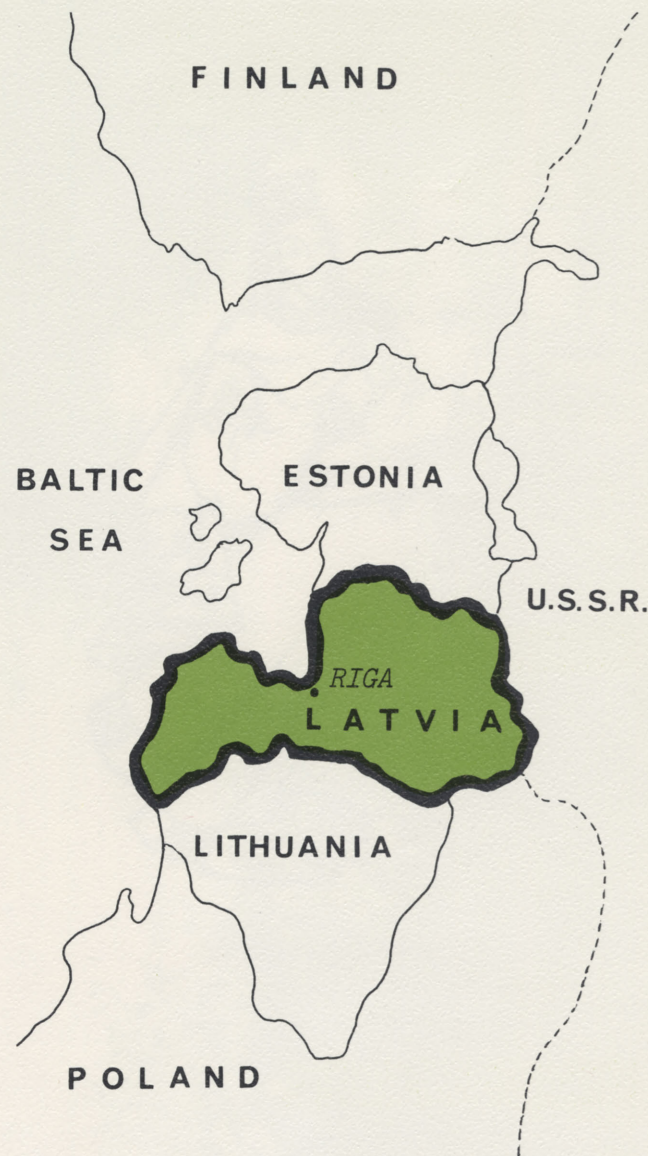 FINLAND
BALTIC
SEA
ESTONIA
U.S.S.R.
RIGA
LATVIA
LITHUANIA
POLAND